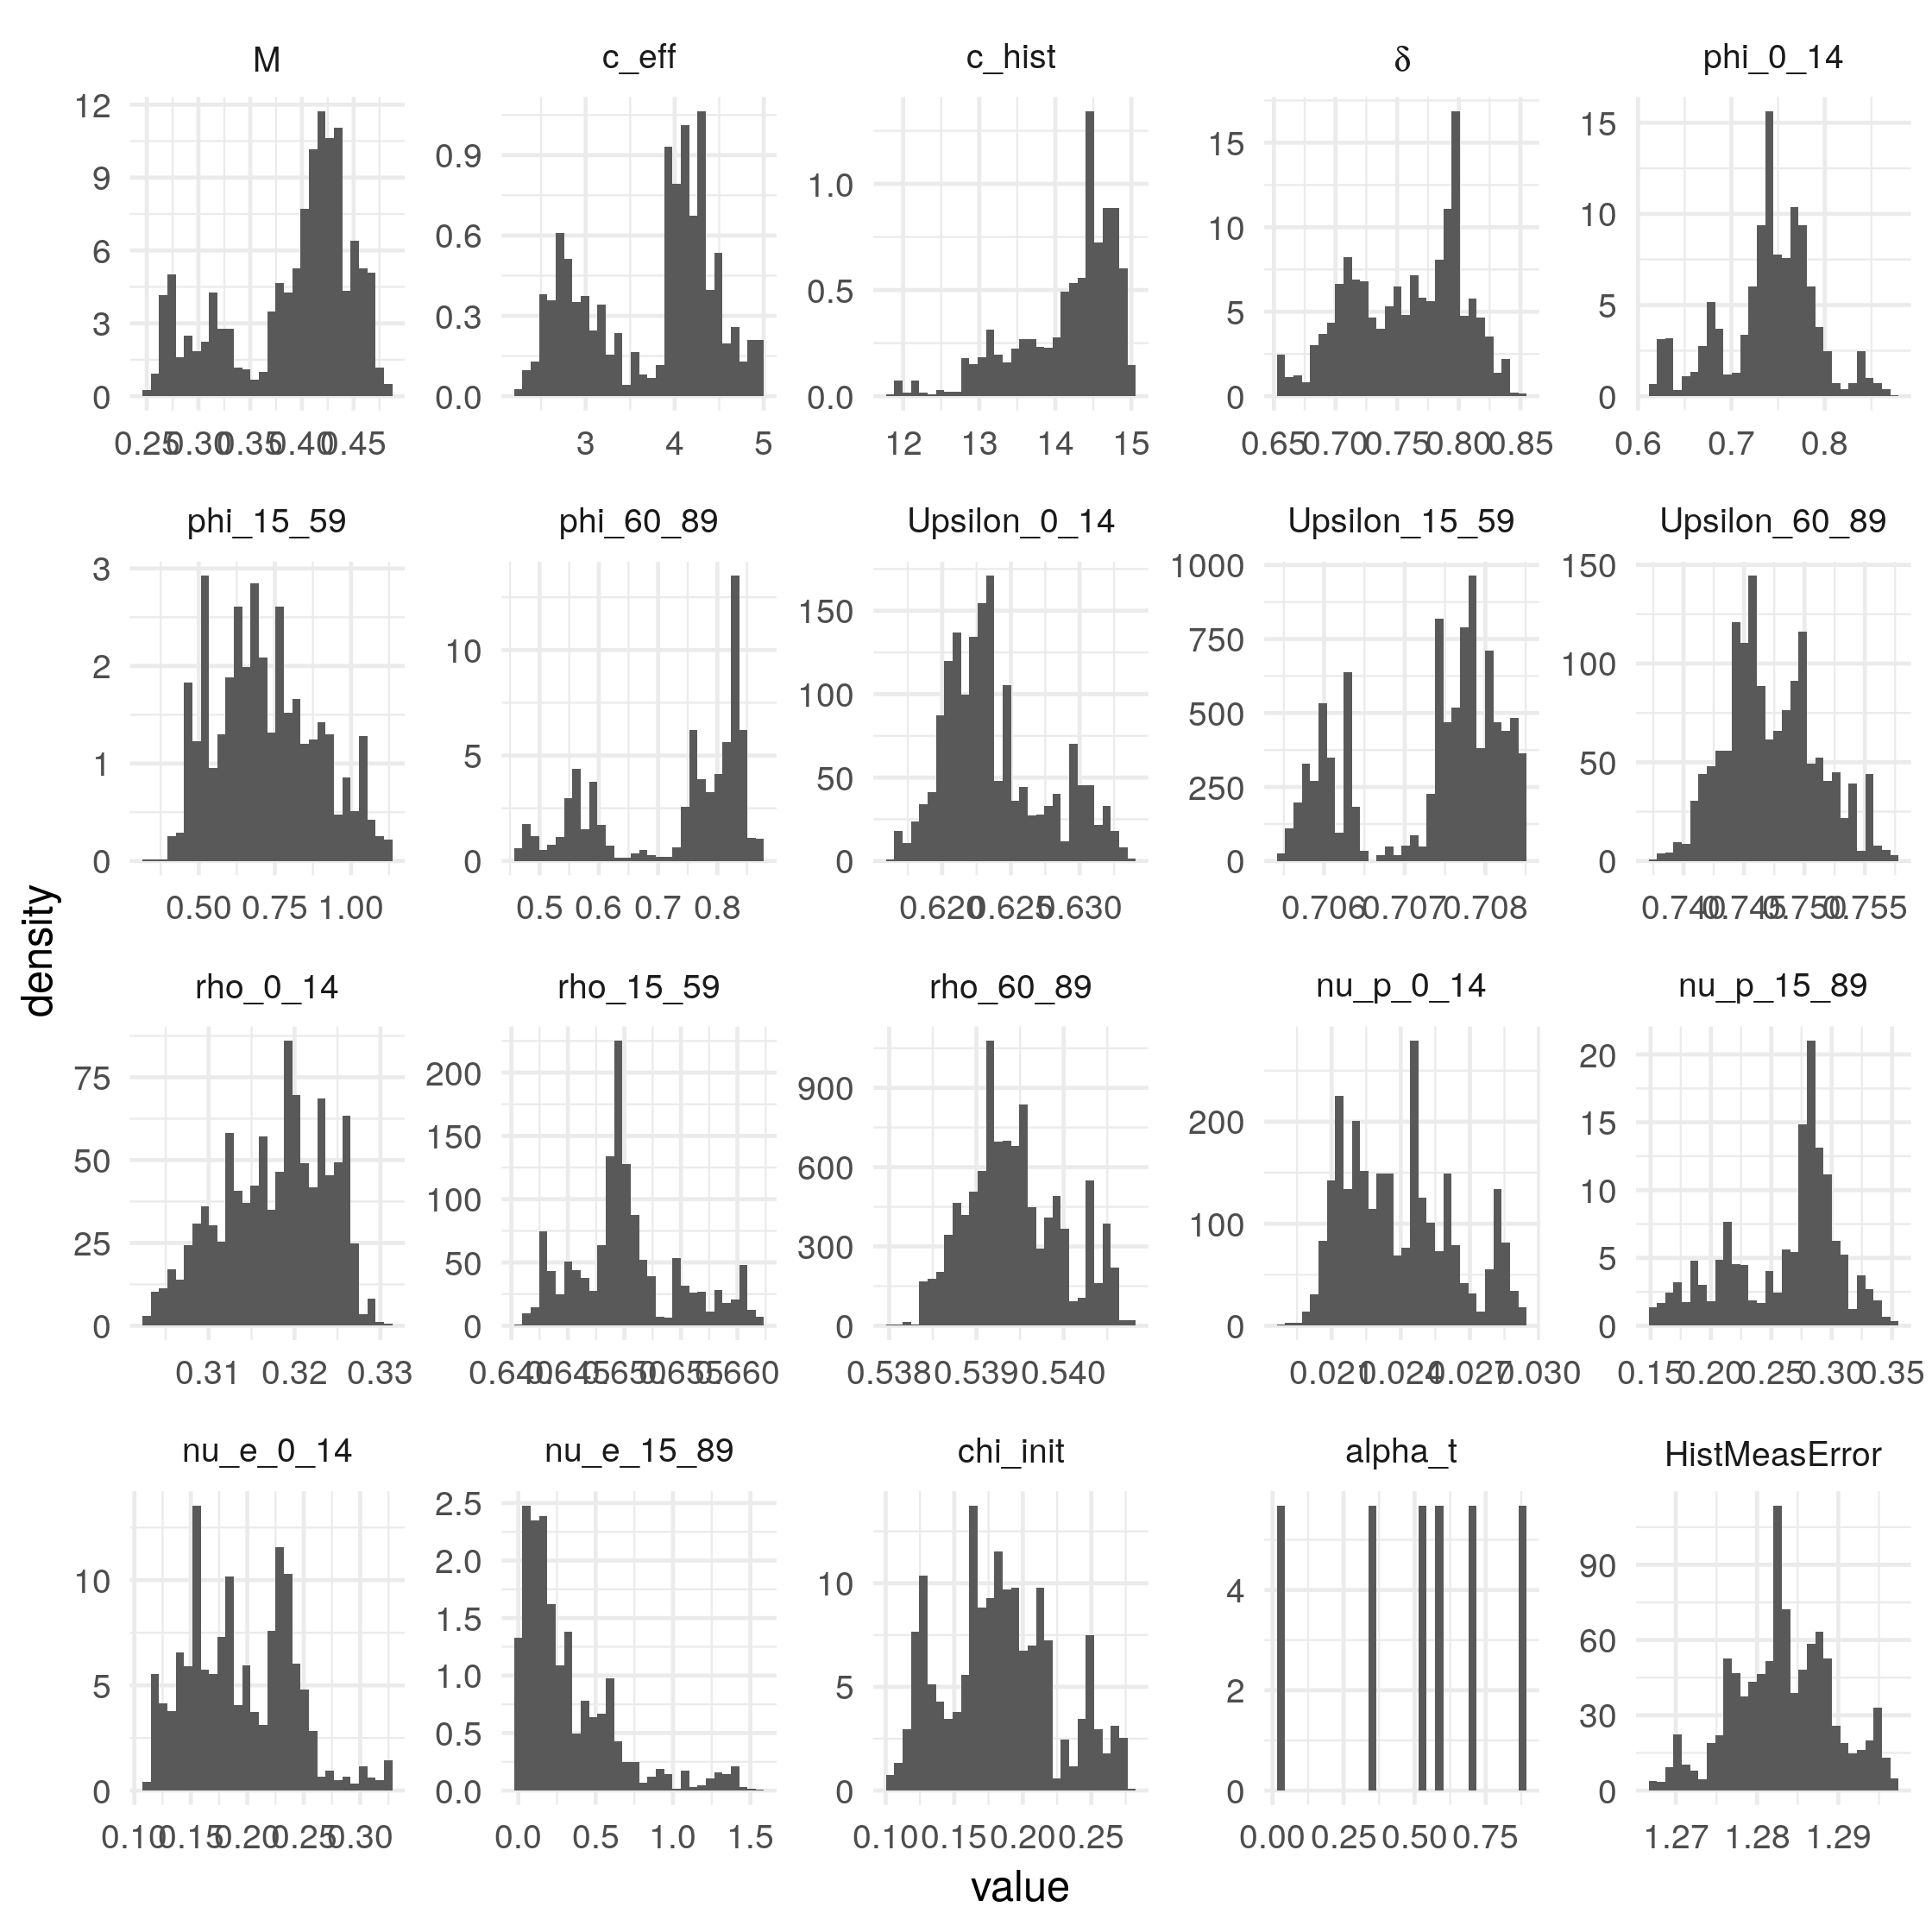 M c_eff c_hist δ phi_0_14
12 9 6 3 0
0.9 0.6 0.3 0.0
1.0 0.5 0.0
15 10 5 0
15 10 5 0
0.25 0.30 0.35 0.40 0.45
3 4 5
12 13 14 15
0.65 0.70 0.75 0.80 0.85
0.6 0.7 0.8
phi_15_59 phi_60_89 Upsilon_0_14 Upsilon_15_59 Upsilon_60_89
3 2 1 0
10 5 0
150 100 50 0
1000 750 500 250 0
150 100 50 0
0.50 0.75 1.00
0.5 0.6 0.7 0.8
0.620 0.625 0.630
0.706 0.707 0.708
0.740 0.745 0.750 0.755
density
rho_0_14 rho_15_59 rho_60_89 nu_p_0_14 nu_p_15_89
75 50 25 0
200 150 100 50 0
900 600 300 0
200 100 0
20 15 10 5 0
0.31 0.32 0.33
0.640 0.645 0.650 0.655 0.660
0.538 0.539 0.540
0.021 0.024 0.027 0.030
0.15 0.20 0.25 0.30 0.35
nu_e_0_14 nu_e_15_89 chi_init alpha_t HistMeasError
10 5 0
2.5 2.0 1.5 1.0 0.5 0.0
10 5 0
4 2 0
90 60 30 0
0.10 0.15 0.20 0.25 0.30
0.0 0.5 1.0 1.5
0.10 0.15 0.20 0.25
0.00 0.25 0.50 0.75
1.27 1.28 1.29
value